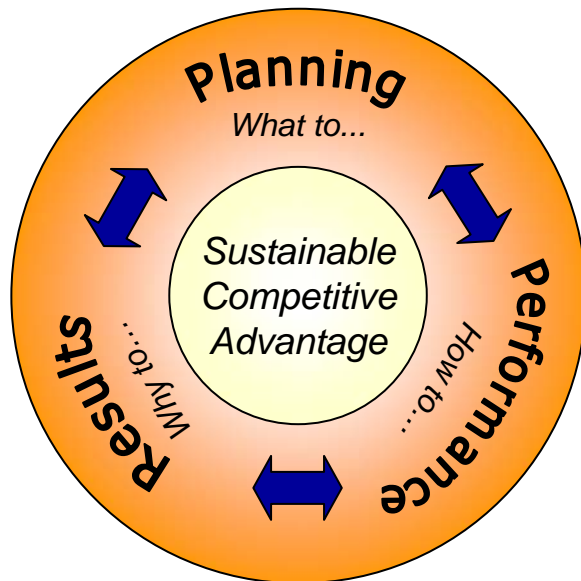 Planning
What to...
Sustainable
Competitive
Advantage
Performance
How to...
Results
Why to...